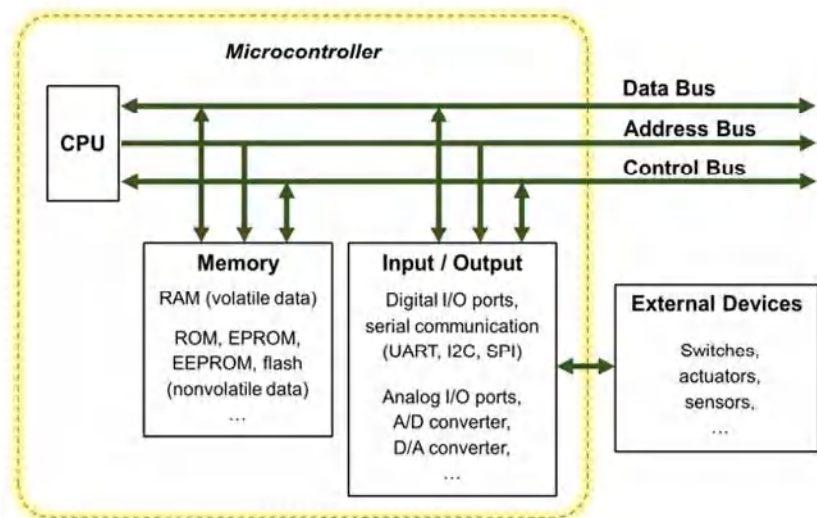 Microcontroller
Data Bus
CPU
Address Bus
Control Bus
Memory
RAM (volatile data)
ROM, EPROM,
EEPROM, flash
(nonvolatile data)
...
Input / Output
Digital I/O ports,
serial communication
(UART, I2C, SPI)
Analog I/O ports,
A/D converter,
D/A converter,
...
External Devices
Switches,
actuators,
sensors,
...